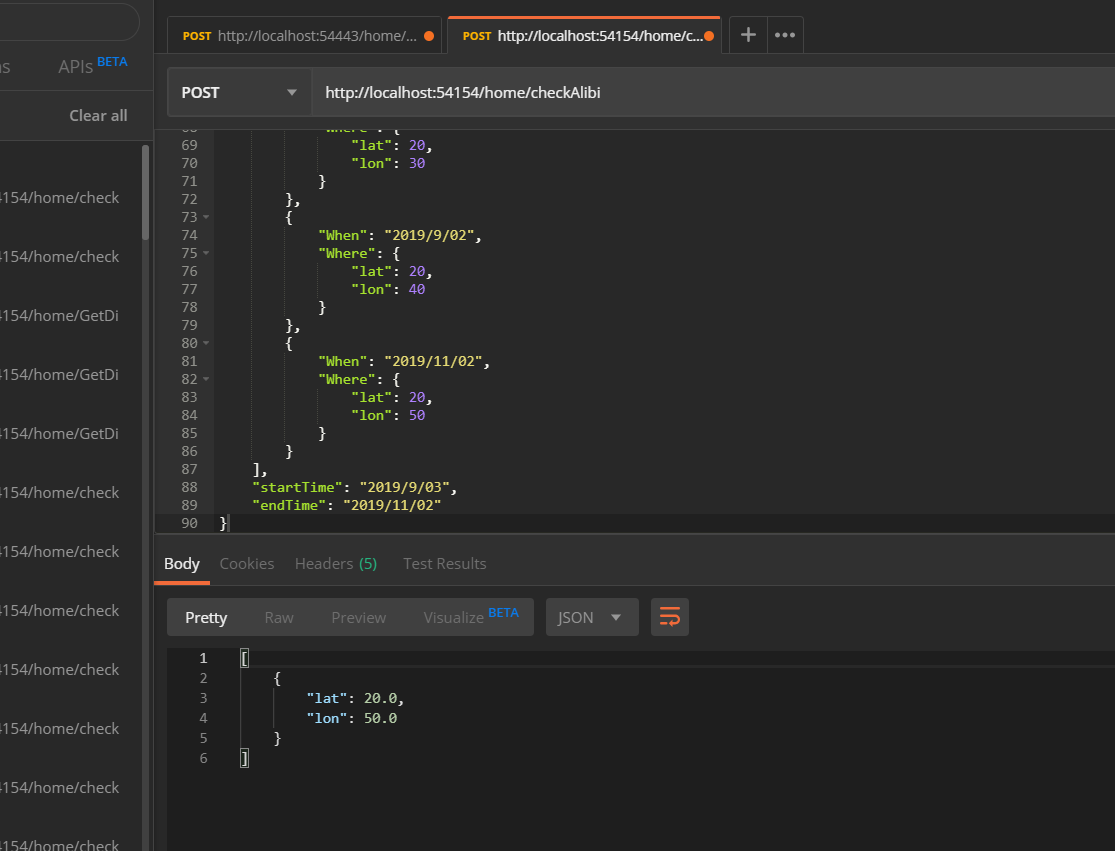 POST http://localhost:54443/home/... POST http://localhost:54154/home/c... + •••
ns APIs BETA
POST http://localhost:54154/home/checkAlibi
Clear all
68 "Where": {
69 "lat": 20,
70 "lon": 30
71 }
72 },
73 {
74 "When": "2019/9/02",
75 "Where": {
76 "lat": 20,
77 "lon": 40
78 }
79 },
80 {
81 "When": "2019/11/02",
82 "Where": {
83 "lat": 20,
84 "lon": 50
85 }
86 }
87 ],
88 "startTime": "2019/9/03",
89 "endTime": "2019/11/02"
90 }
4154/home/check
4154/home/check
4154/home/GetDi
4154/home/GetDi
4154/home/GetDi
4154/home/check
4154/home/check
4154/home/check
4154/home/check
4154/home/check
4154/home/check
4154/home/check
Body Cookies Headers (5) Test Results
Pretty Raw Preview Visualize BETA JSON
1 [
2 {
3 "lat": 20.0,
4 "lon": 50.0
5 }
6 ]